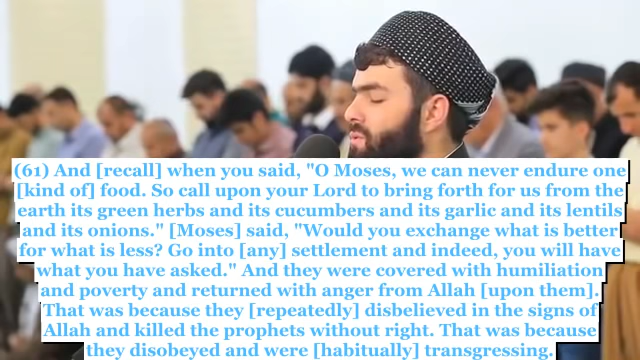 (61) And [recall] when you said, "O Moses, we can never endure one
[kind of] food. So call upon your Lord to bring forth for us from the
earth its green herbs and its cucumbers and its garlic and its lentils
and its onions." [Moses] said, "Would you exchange what is better
for what is less? Go into [any] settlement and indeed, you will have
what you have asked." And they were covered with humiliation
and poverty and returned with anger from Allah [upon them].
That was because they [repeatedly] disbelieved in the signs of
Allah and killed the prophets without right. That was because
they disobeyed and were [habitually] transgressing.